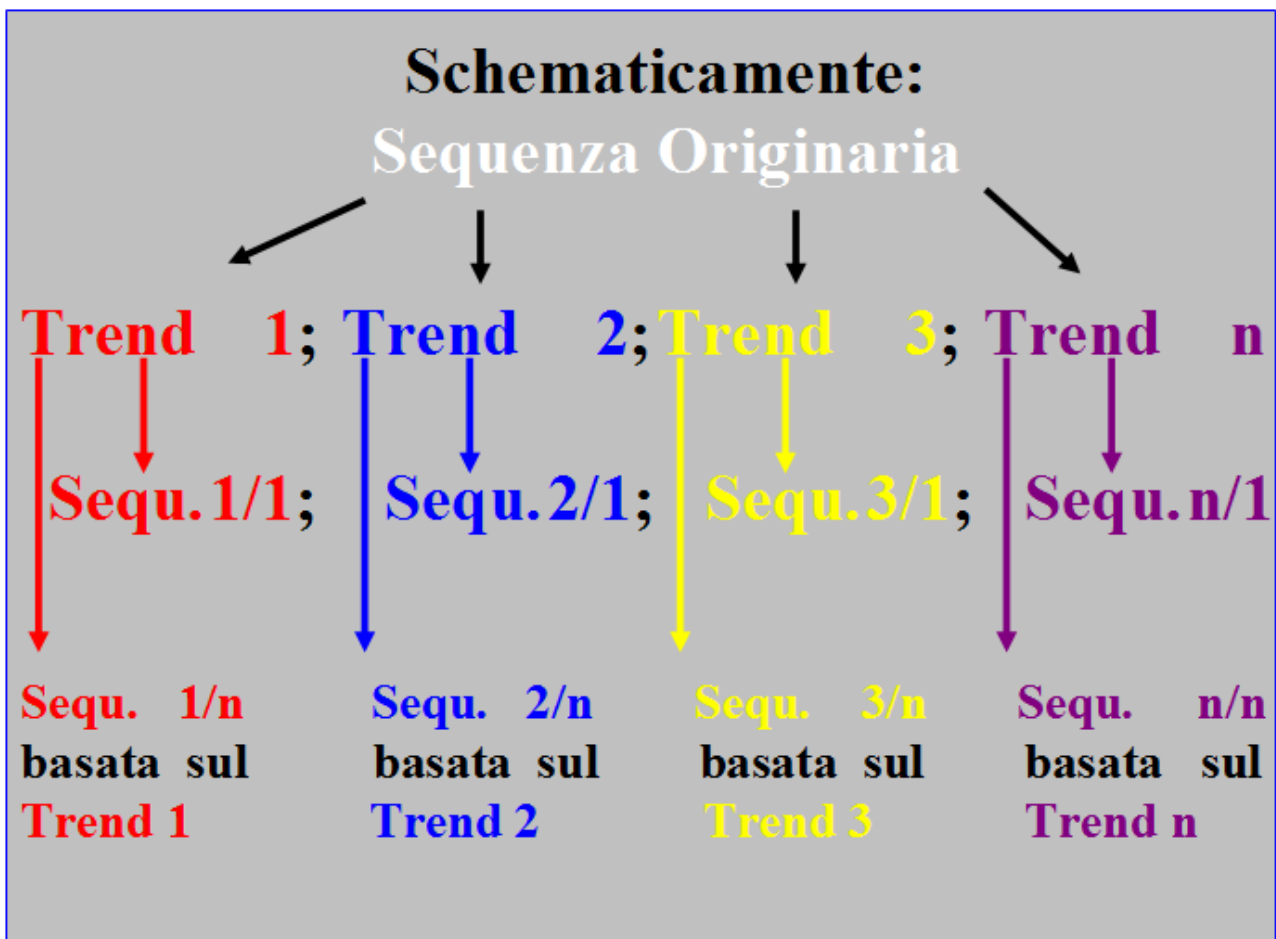 Schematicamente:
Sequenza Originaria
Trend 1; Trend 2; Trend 3; Trend n
Sequ. 1/1; Sequ. 2/1; Sequ. 3/1; Sequ. n/1
Sequ. 1/n Sequ. 2/n Sequ. 3/n Sequ. n/n
basata sul basata sul basata sul basata sul
Trend 1 Trend 2 Trend 3 Trend n